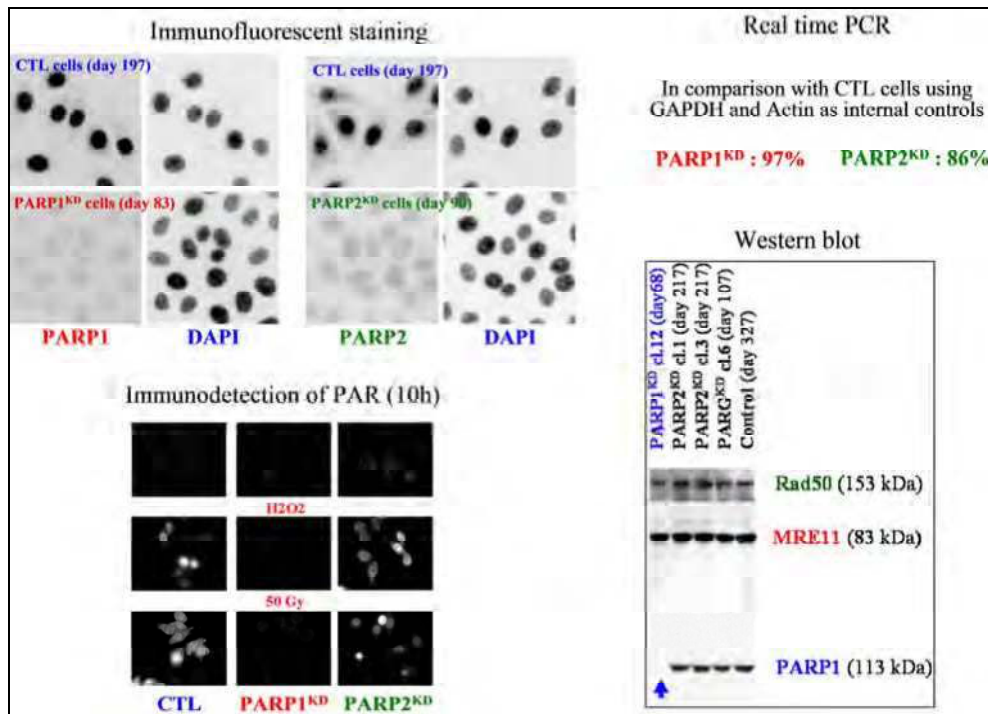 Immunofluorescent staining
CTL cells (day 197)
CTL cells (day 197)
PARP1KD cells (day 83)
PARP2KD cells (day 90)
PARP1
DAPI
PARP2
DAPI
Immunodetection of PAR (10h)
H2O2
50 Gy
CTL
PARP1KD
PARP2KD
Real time PCR
In comparison with CTL cells using
GAPDH and Actin as internal controls
PARP1KD : 97%
PARP2KD : 86%
Western blot
PARP1KD cl.12 (day68)
PARP2KD cl.1 (day 217)
PARP2KD cl.3 (day 217)
PARGKD cl.6 (day 107)
Control (day 327)
Rad50 (153 kDa)
MRE11 (83 kDa)
PARP1 (113 kDa)